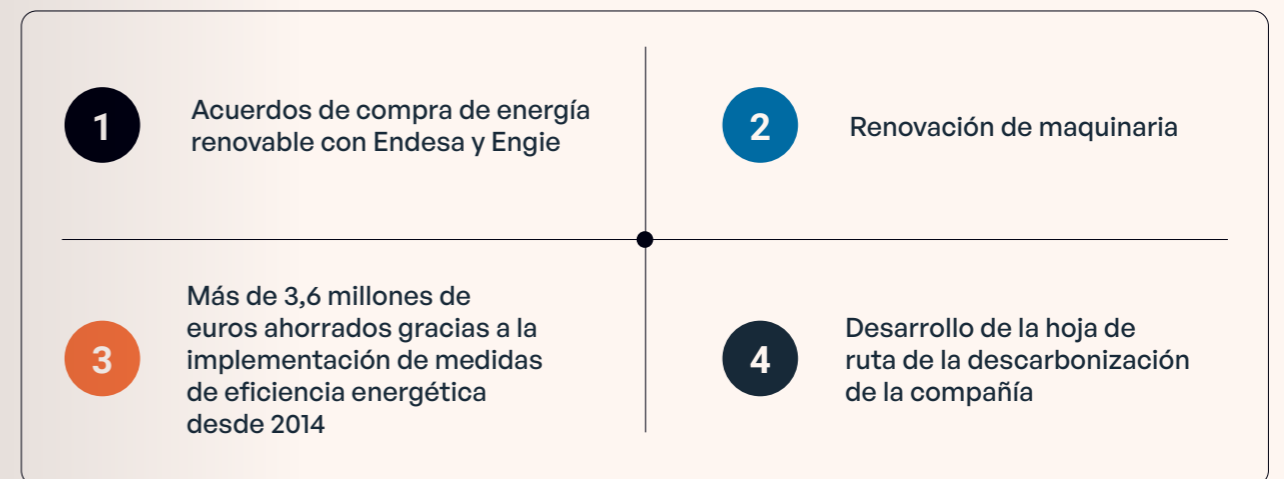 1
Acuerdos de compra de energía
renovable con Endesa y Engie
2
Renovación de maquinaria
3
Más de 3,6 millones de
euros ahorrados gracias a la
implementación de medidas
de eficiencia energética
desde 2014
4
Desarrollo de la hoja de
ruta de la descarbonización
de la compañía